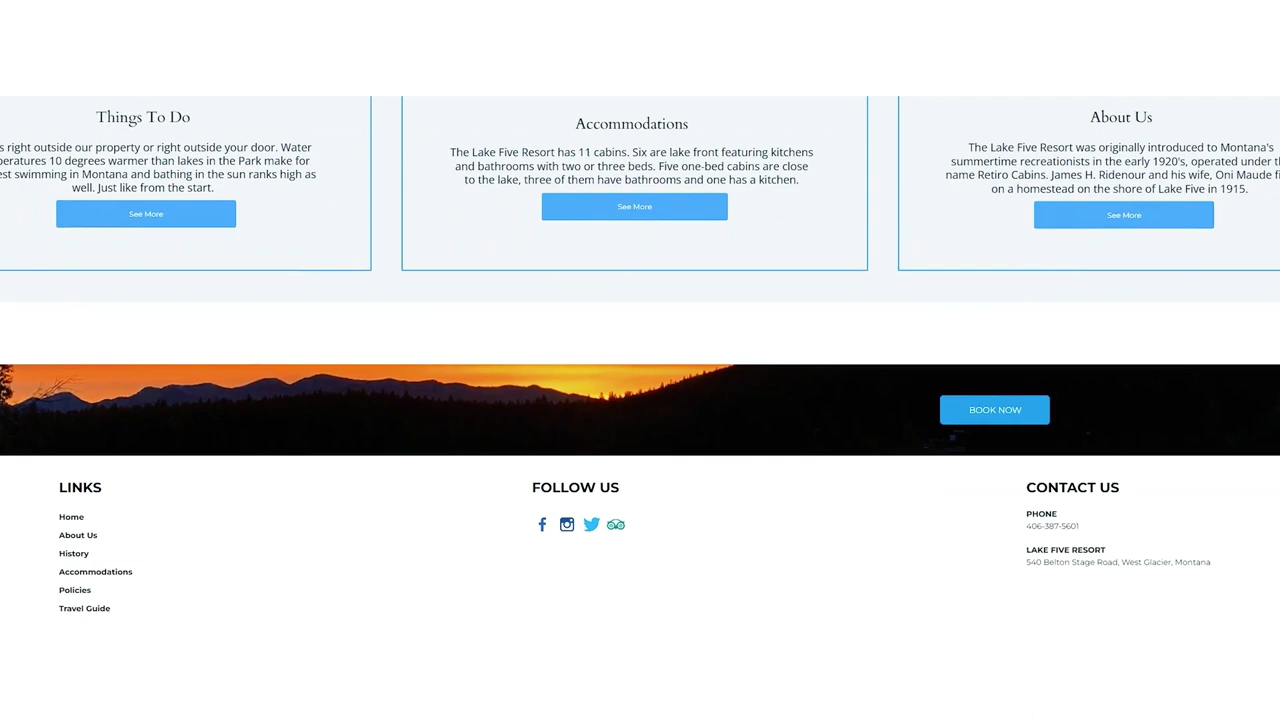 Things To Do
s right outside our property or right outside your door. Water
peratures 10 degrees warmer than lakes in the Park make for
est swimming in Montana and bathing in the sun ranks high as
well. Just like from the start.
See More
Accommodations
The Lake Five Resort has 11 cabins. Six are lake front featuring kitchens
and bathrooms with two or three beds. Five one-bed cabins are close
to the lake, three of them have bathrooms and one has a kitchen.
See More
About Us
The Lake Five Resort was originally introduced to Montana's
summertime recreationists in the early 1920's, operated under t
name Retiro Cabins. James H. Ridenour and his wife, Oni Maude fi
on a homestead on the shore of Lake Five in 1915.
See More
BOOK NOW
LINKS
Home
About Us
History
Accommodations
Policies
Travel Guide
FOLLOW US
CONTACT US
PHONE
406-387-5601
LAKE FIVE RESORT
540 Belton Stage Road, West Glacier, Montana